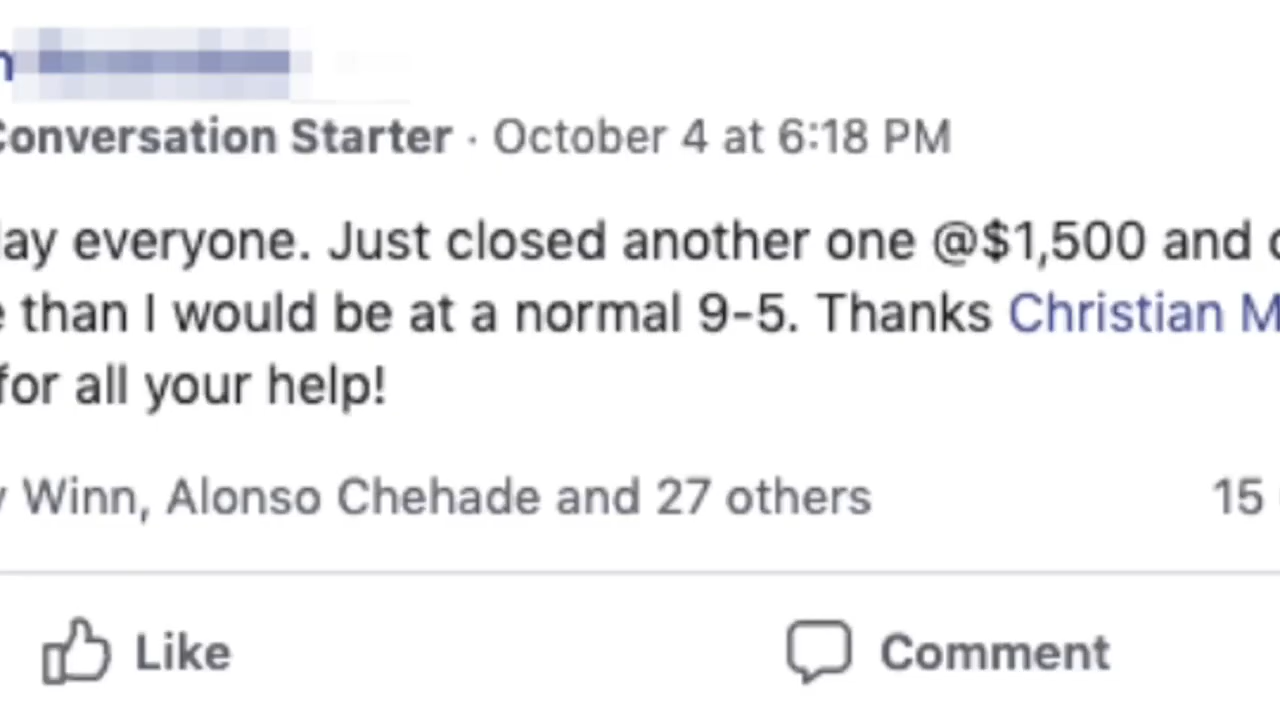 Conversation Starter · October 4 at 6:18 PM
everyone. Just closed another one @$1,500 and
than I would be at a normal 9-5. Thanks Christian M
for all your help!
Winn, Alonso Chehade and 27 others
15
Like
Comment